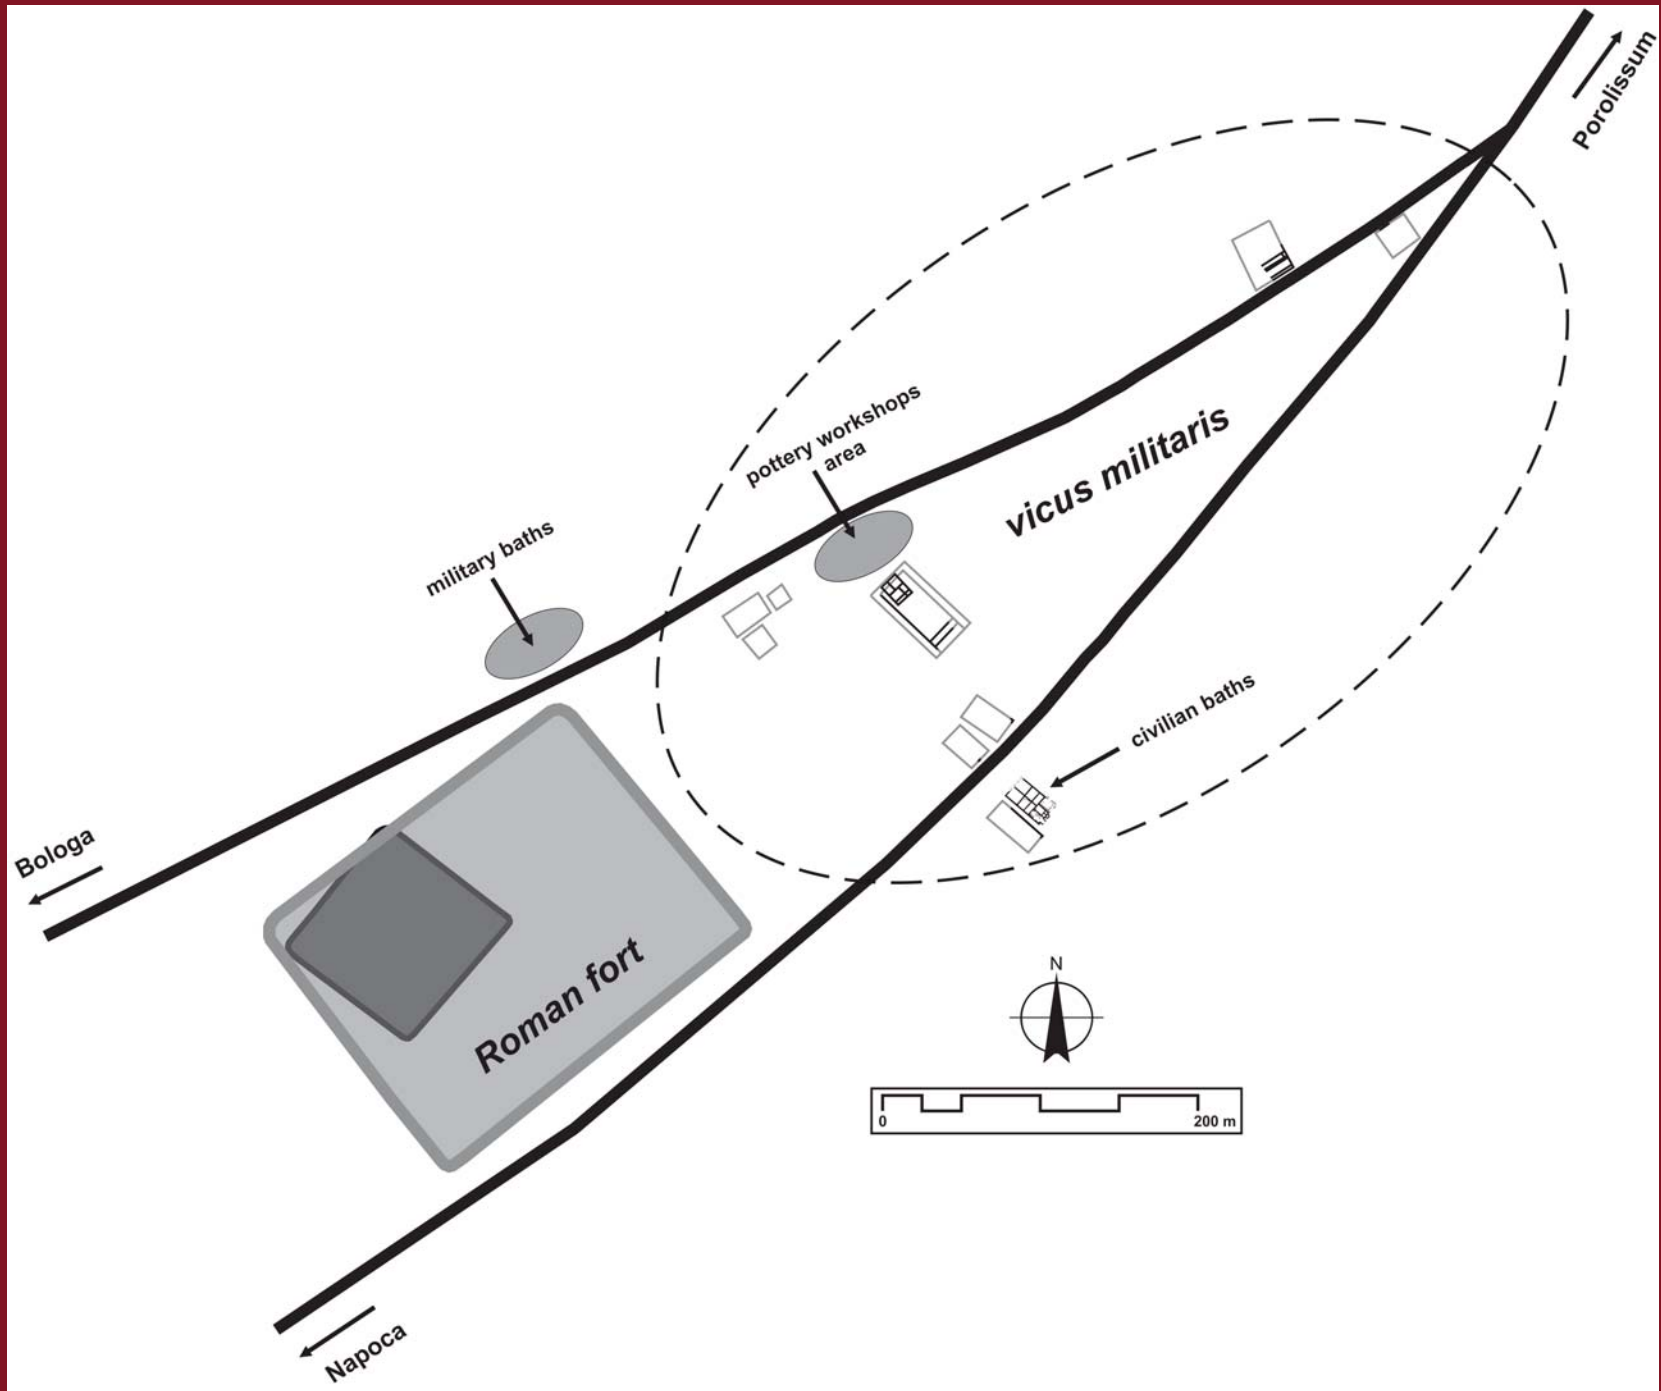 Porolissum
pottery workshops
area
vicus militaris
military baths
civilian baths
Bologa
Roman fort
N
0
200 m
Napoca